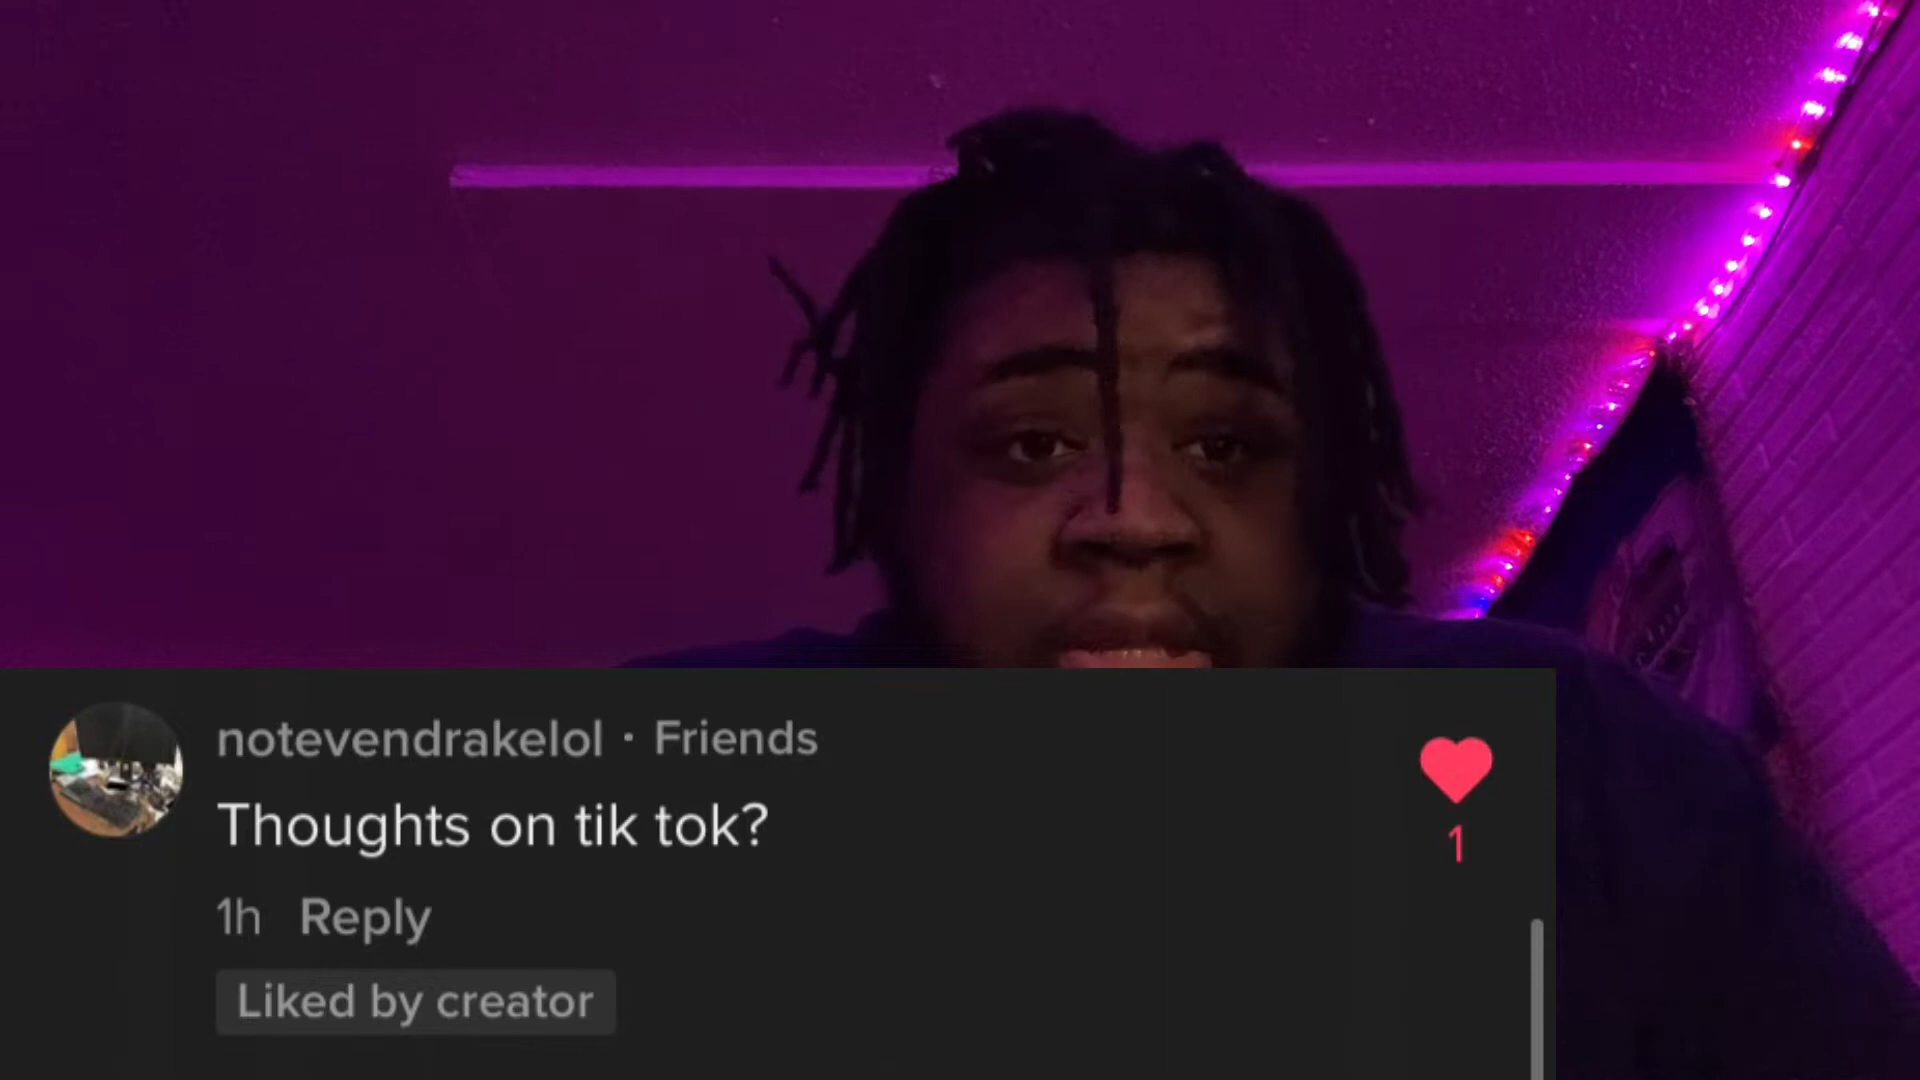 notevendrakelol · Friends
Thoughts on tik tok?
1
1h Reply
Liked by creator